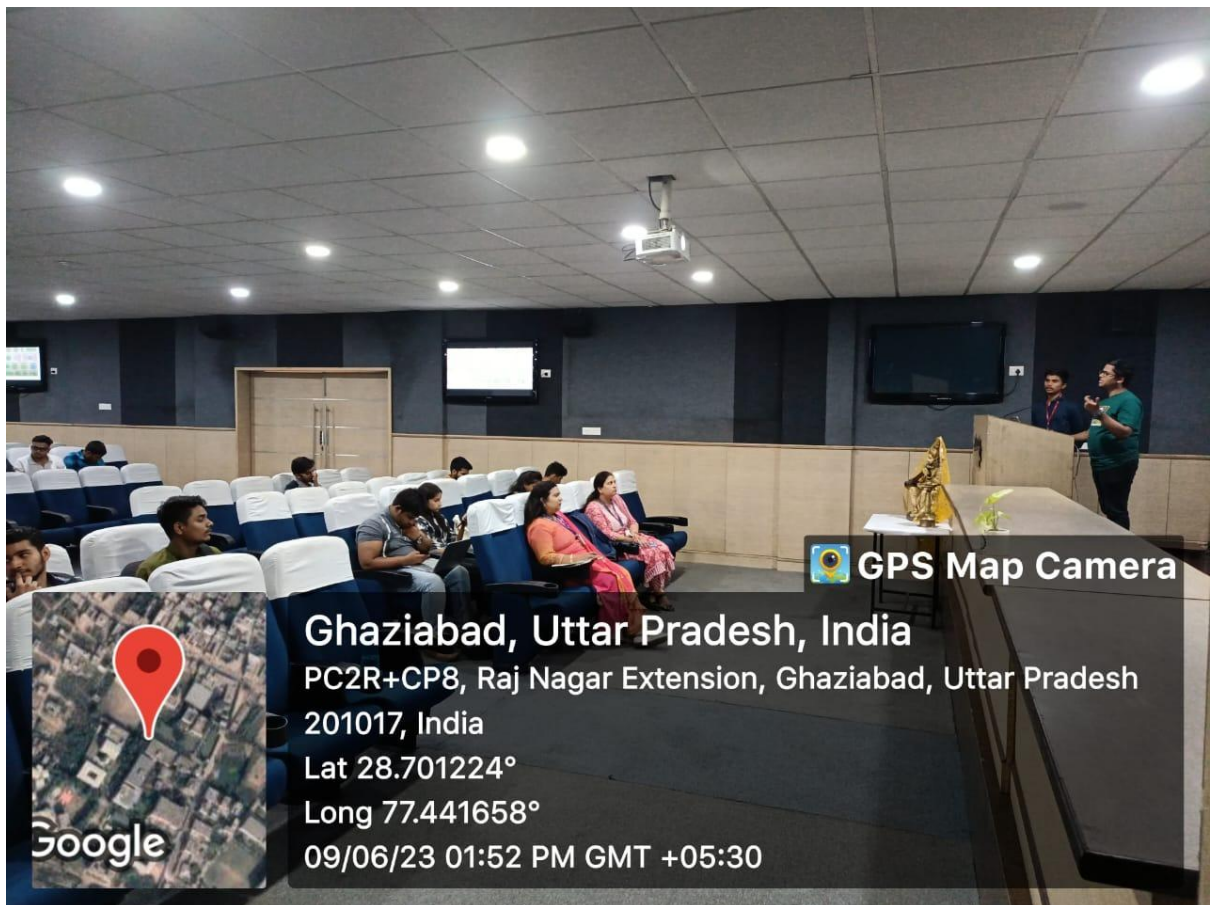 GPS Map Camera
Ghaziabad, Uttar Pradesh, India
PC2R+CP8, Raj Nagar Extension, Ghaziabad, Uttar Pradesh
201017, India
Lat 28.701224°
Long 77.441658°
09/06/23 01:52 PM GMT +05:30
Google